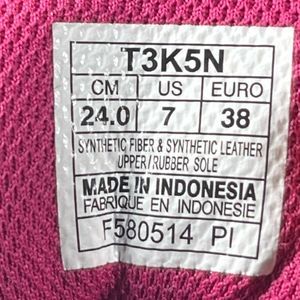 T3K5N
CM US EURO
24.0 7 38
SYNTHETIC FIBER & SYNTHETIC LEATHER
UPPER/RUBBER SOLE
MADE IN INDONESIA
FABRIQUE EN INDONESIA
F580514 PI